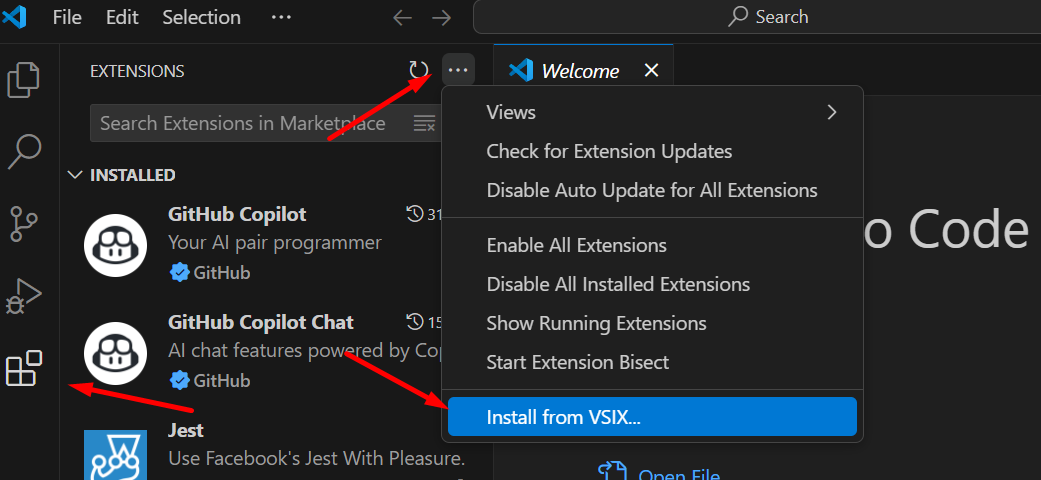 File Edit Selection ···
Search
EXTENSIONS
Welcome
Search Extensions in Marketplace
Views
Check for Extension Updates
Disable Auto Update for All Extensions
Enable All Extensions
Disable All Installed Extensions
Show Running Extensions
Start Extension Bisect
Install from VSIX...
INSTALLED
GitHub Copilot
31
Your AI pair programmer
GitHub
GitHub Copilot Chat
15
AI chat features powered by Cop
GitHub
Jest
Use Facebook's Jest With Pleasure.
o Code
Open File